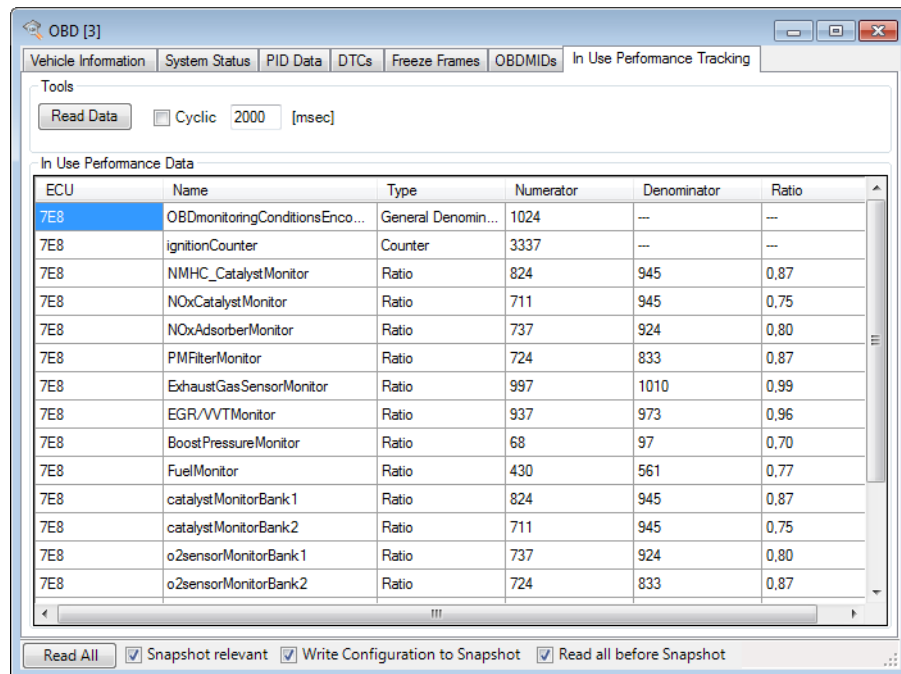 OBD [3]
Vehicle Information System Status PID Data DTCs Freeze Frames OBDMIDs In Use Performance Tracking
Tools
Read Data Cyclic 2000 [msec]
In Use Performance Data
ECU Name Type Numerator Denominator Ratio
7E8 OBDmonitoringConditionsEnco... General Denomin... 1024 --- ---
7E8 ignitionCounter Counter 3337 --- ---
7E8 NMHC_CatalystMonitor Ratio 824 945 0,87
7E8 NOxCatalystMonitor Ratio 711 945 0,75
7E8 NOxAdsorberMonitor Ratio 737 924 0,80
7E8 PMFilterMonitor Ratio 724 833 0,87
7E8 ExhaustGasSensorMonitor Ratio 997 1010 0,99
7E8 EGR/VVTMonitor Ratio 937 973 0,96
7E8 BoostPressureMonitor Ratio 68 97 0,70
7E8 FuelMonitor Ratio 430 561 0,77
7E8 catalystMonitorBank1 Ratio 824 945 0,87
7E8 catalystMonitorBank2 Ratio 711 945 0,75
7E8 o2sensorMonitorBank1 Ratio 737 924 0,80
7E8 o2sensorMonitorBank2 Ratio 724 833 0,87
Read All Snapshot relevant Write Configuration to Snapshot Read all before Snapshot